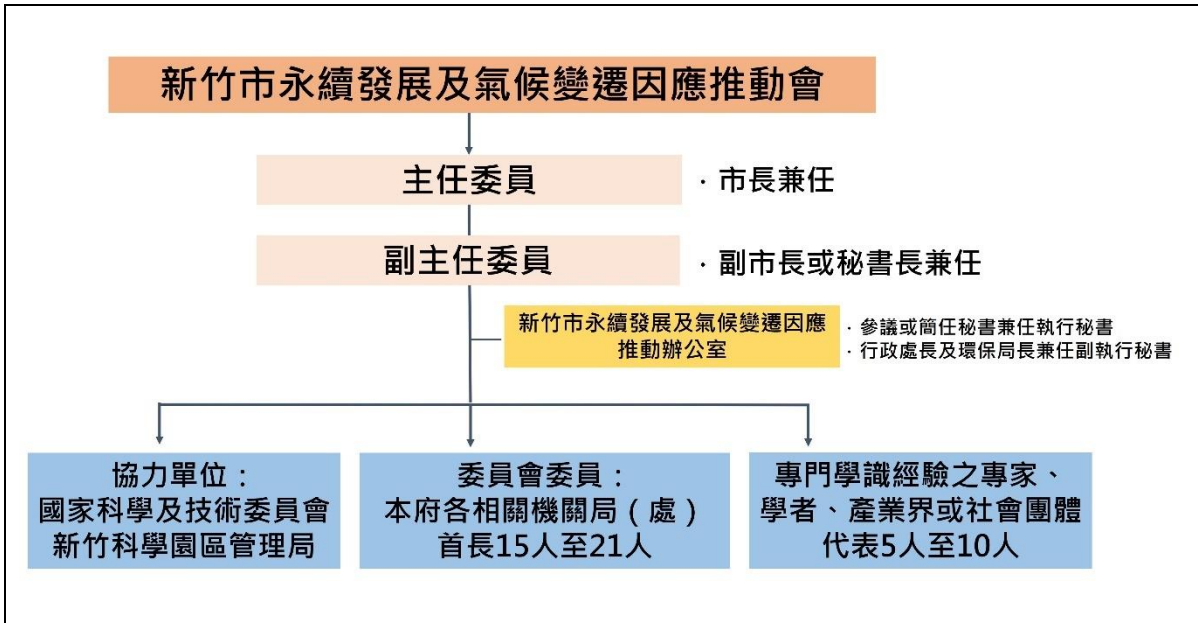 新竹市永續發展及氣候變遷因應推動會
主任委員
．市長兼任
副主任委員
．副市長或秘書長兼任
新竹市永續發展及氣候變遷因應
推動辦公室
．參議或簡任秘書兼任執行秘書
．行政處長及環保局長兼任副執行秘書
協力單位：
國家科學及技術委員會
新竹科學園區管理局
委員會委員：
本府各相關機關局（處）
首長15人至21人
專門學識經驗之專家、
學者、產業界或社會團體
代表5人至10人